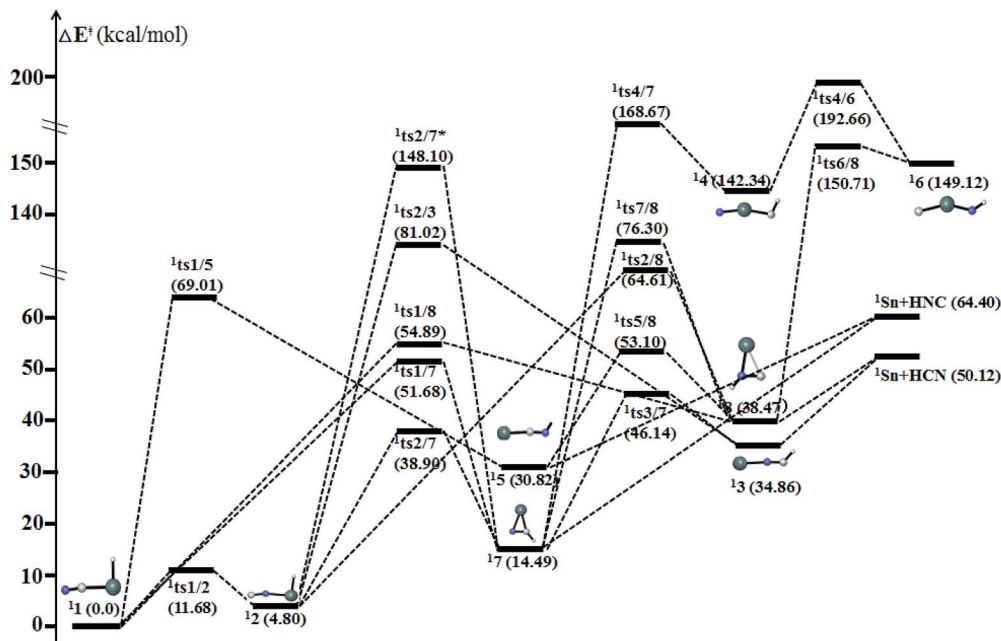 ΔE‡ (kcal/mol)
200
150
140
60
50
40
30
20
10
0
¹ts1/5
(69.01)
¹ts1/2
(11.68)
¹1 (0.0)
¹2 (4.80)
¹ts2/7*
(148.10)
¹ts2/3
(81.02)
¹ts1/8
(54.89)
¹ts1/7
(51.68)
¹ts2/7
(38.90)
¹5 (30.82)
¹7 (14.49)
¹ts4/7
(168.67)
¹ts7/8
(76.30)
¹ts2/8
(64.61)
¹ts5/8
(53.10)
¹ts3/7
(46.14)
¹4 (142.34)
8 (38.47)
¹3 (34.86)
¹ts4/6
(192.66)
¹ts6/8
(150.71)
¹6 (149.12)
¹Sn+HNC (64.40)
¹Sn+HCN (50.12)